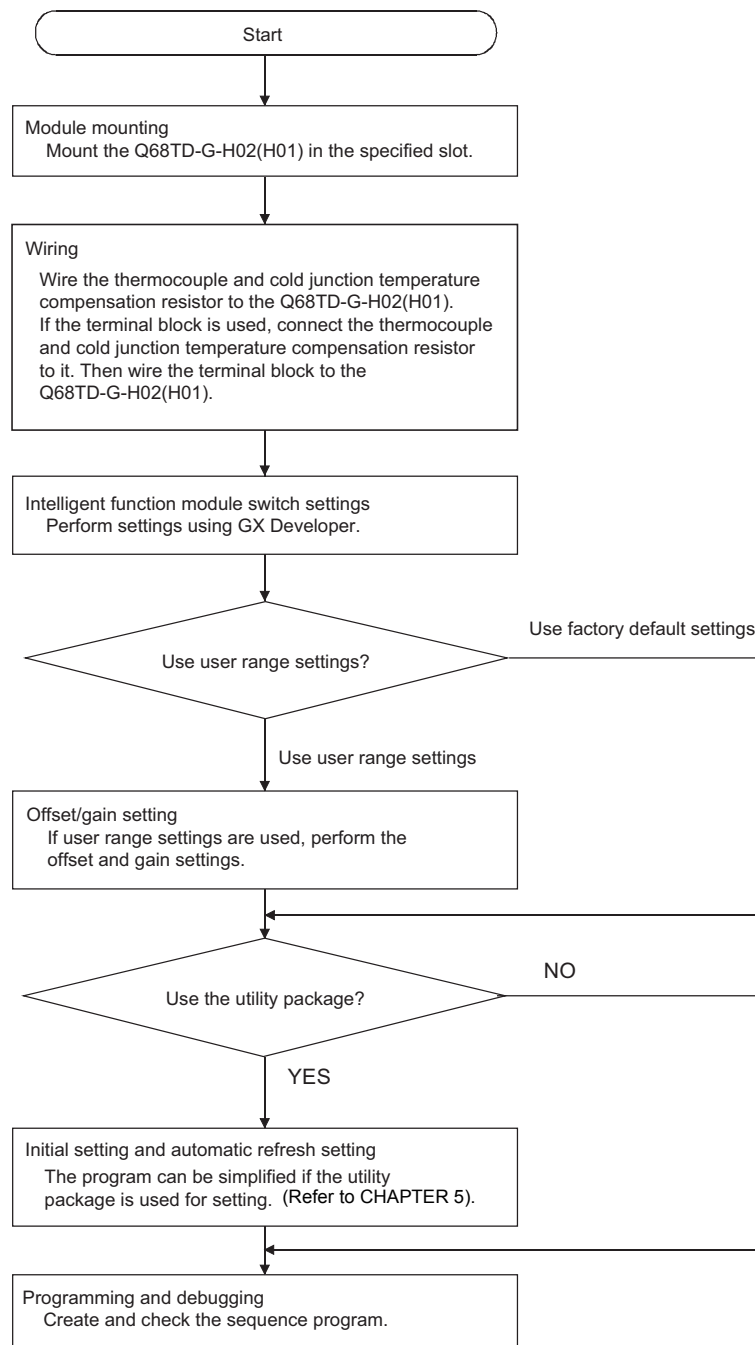 Start
Module mounting
Mount the Q68TD-G-H02(H01) in the specified slot.
Wiring
Wire the thermocouple and cold junction temperature
compensation resistor to the Q68TD-G-H02(H01).
If the terminal block is used, connect the thermocouple
and cold junction temperature compensation resistor
to it. Then wire the terminal block to the
Q68TD-G-H02(H01).
Intelligent function module switch settings
Perform settings using GX Developer.
Use factory default settings
Use user range settings?
Use user range settings
Offset/gain setting
If user range settings are used, perform the
offset and gain settings.
NO
Use the utility package?
YES
Initial setting and automatic refresh setting
The program can be simplified if the utility
package is used for setting. (Refer to CHAPTER 5).
Programming and debugging
Create and check the sequence program.